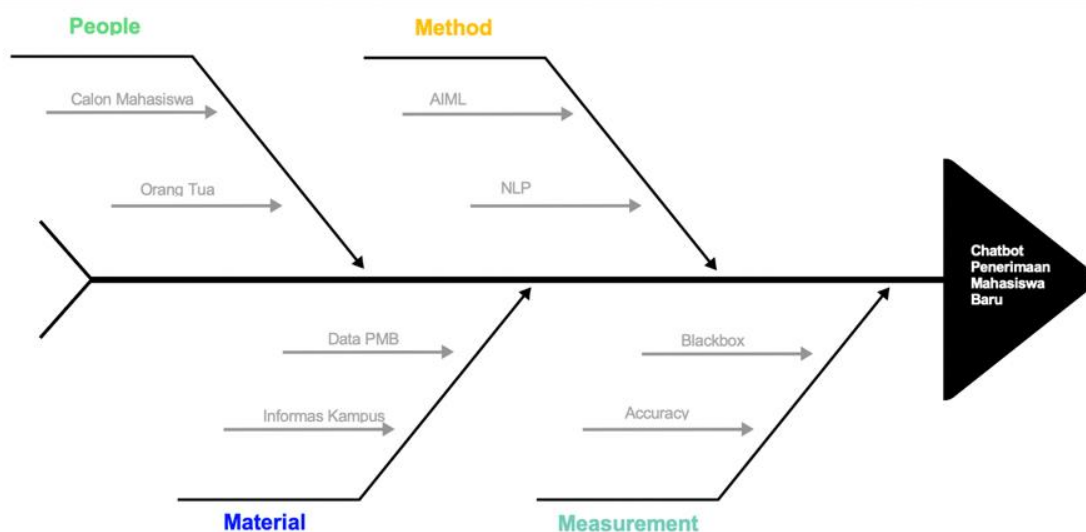 People
Method
Calon Mahasiswa
AIML
Orang Tua
NLP
Chatbot
Penerimaan
Mahasiswa
Baru
Data PMB
Blackbox
Informas Kampus
Accuracy
Material
Measurement